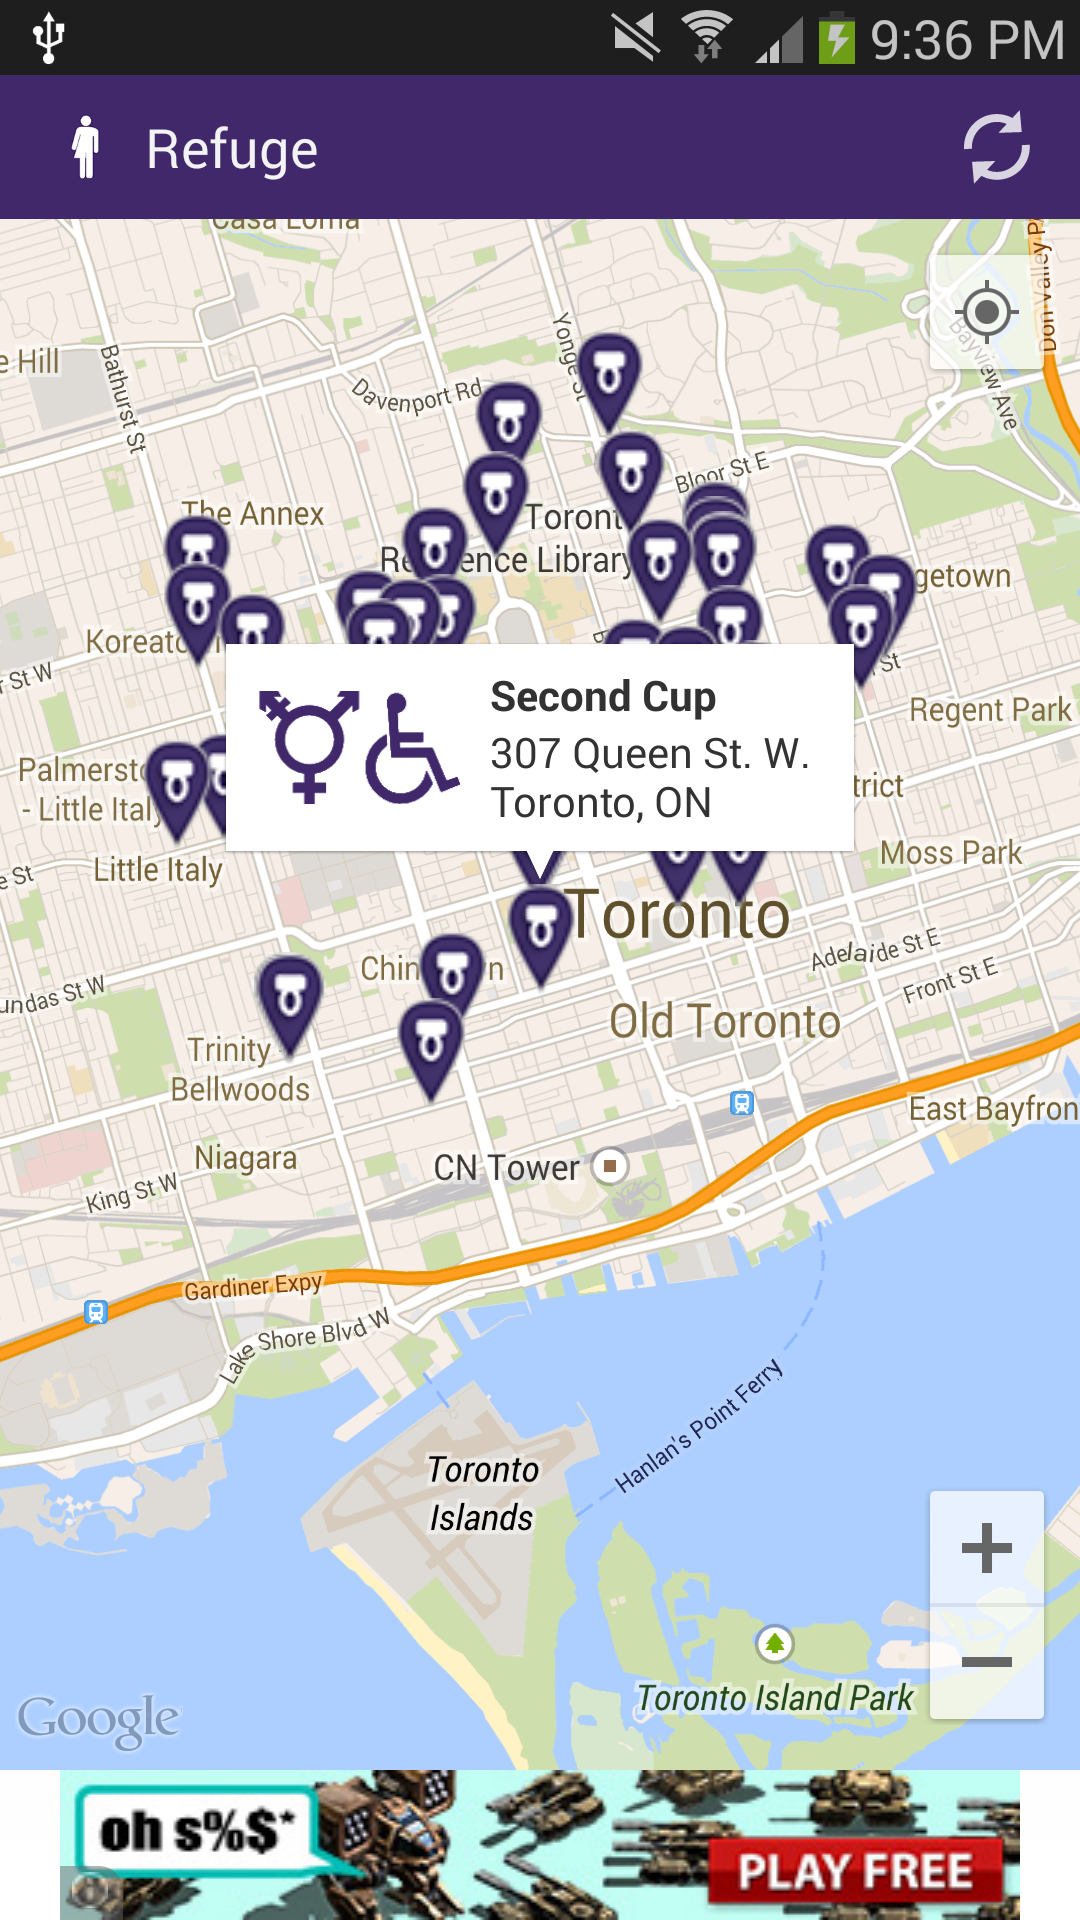 9:36 PM
Refuge
Casa Loma
Don Valley P
e Hill
Bathurst St
Yonge St
Davenport Rd
Bayview Ave
Bloor St E
The Annex
Toront
Re ence Library
getown
Koreato
r St W
St
Regent Park
Second Cup
307 Queen St. W.
Toronto, ON
Palmersto
- Little Italy
trict
Little Italy
e St
Moss Park
Toronto
Adelaide St E
Chin n
Front St E
undas St W
Old Toronto
Trinity
Bellwoods
East Bayfron
Niagara
CN Tower
King St W
Gardiner Expy
Lake Shore Blvd W
Hanlan's Point Ferry
Toronto
Islands
+
−
Toronto Island Park
Google
oh s%$*
PLAY FREE